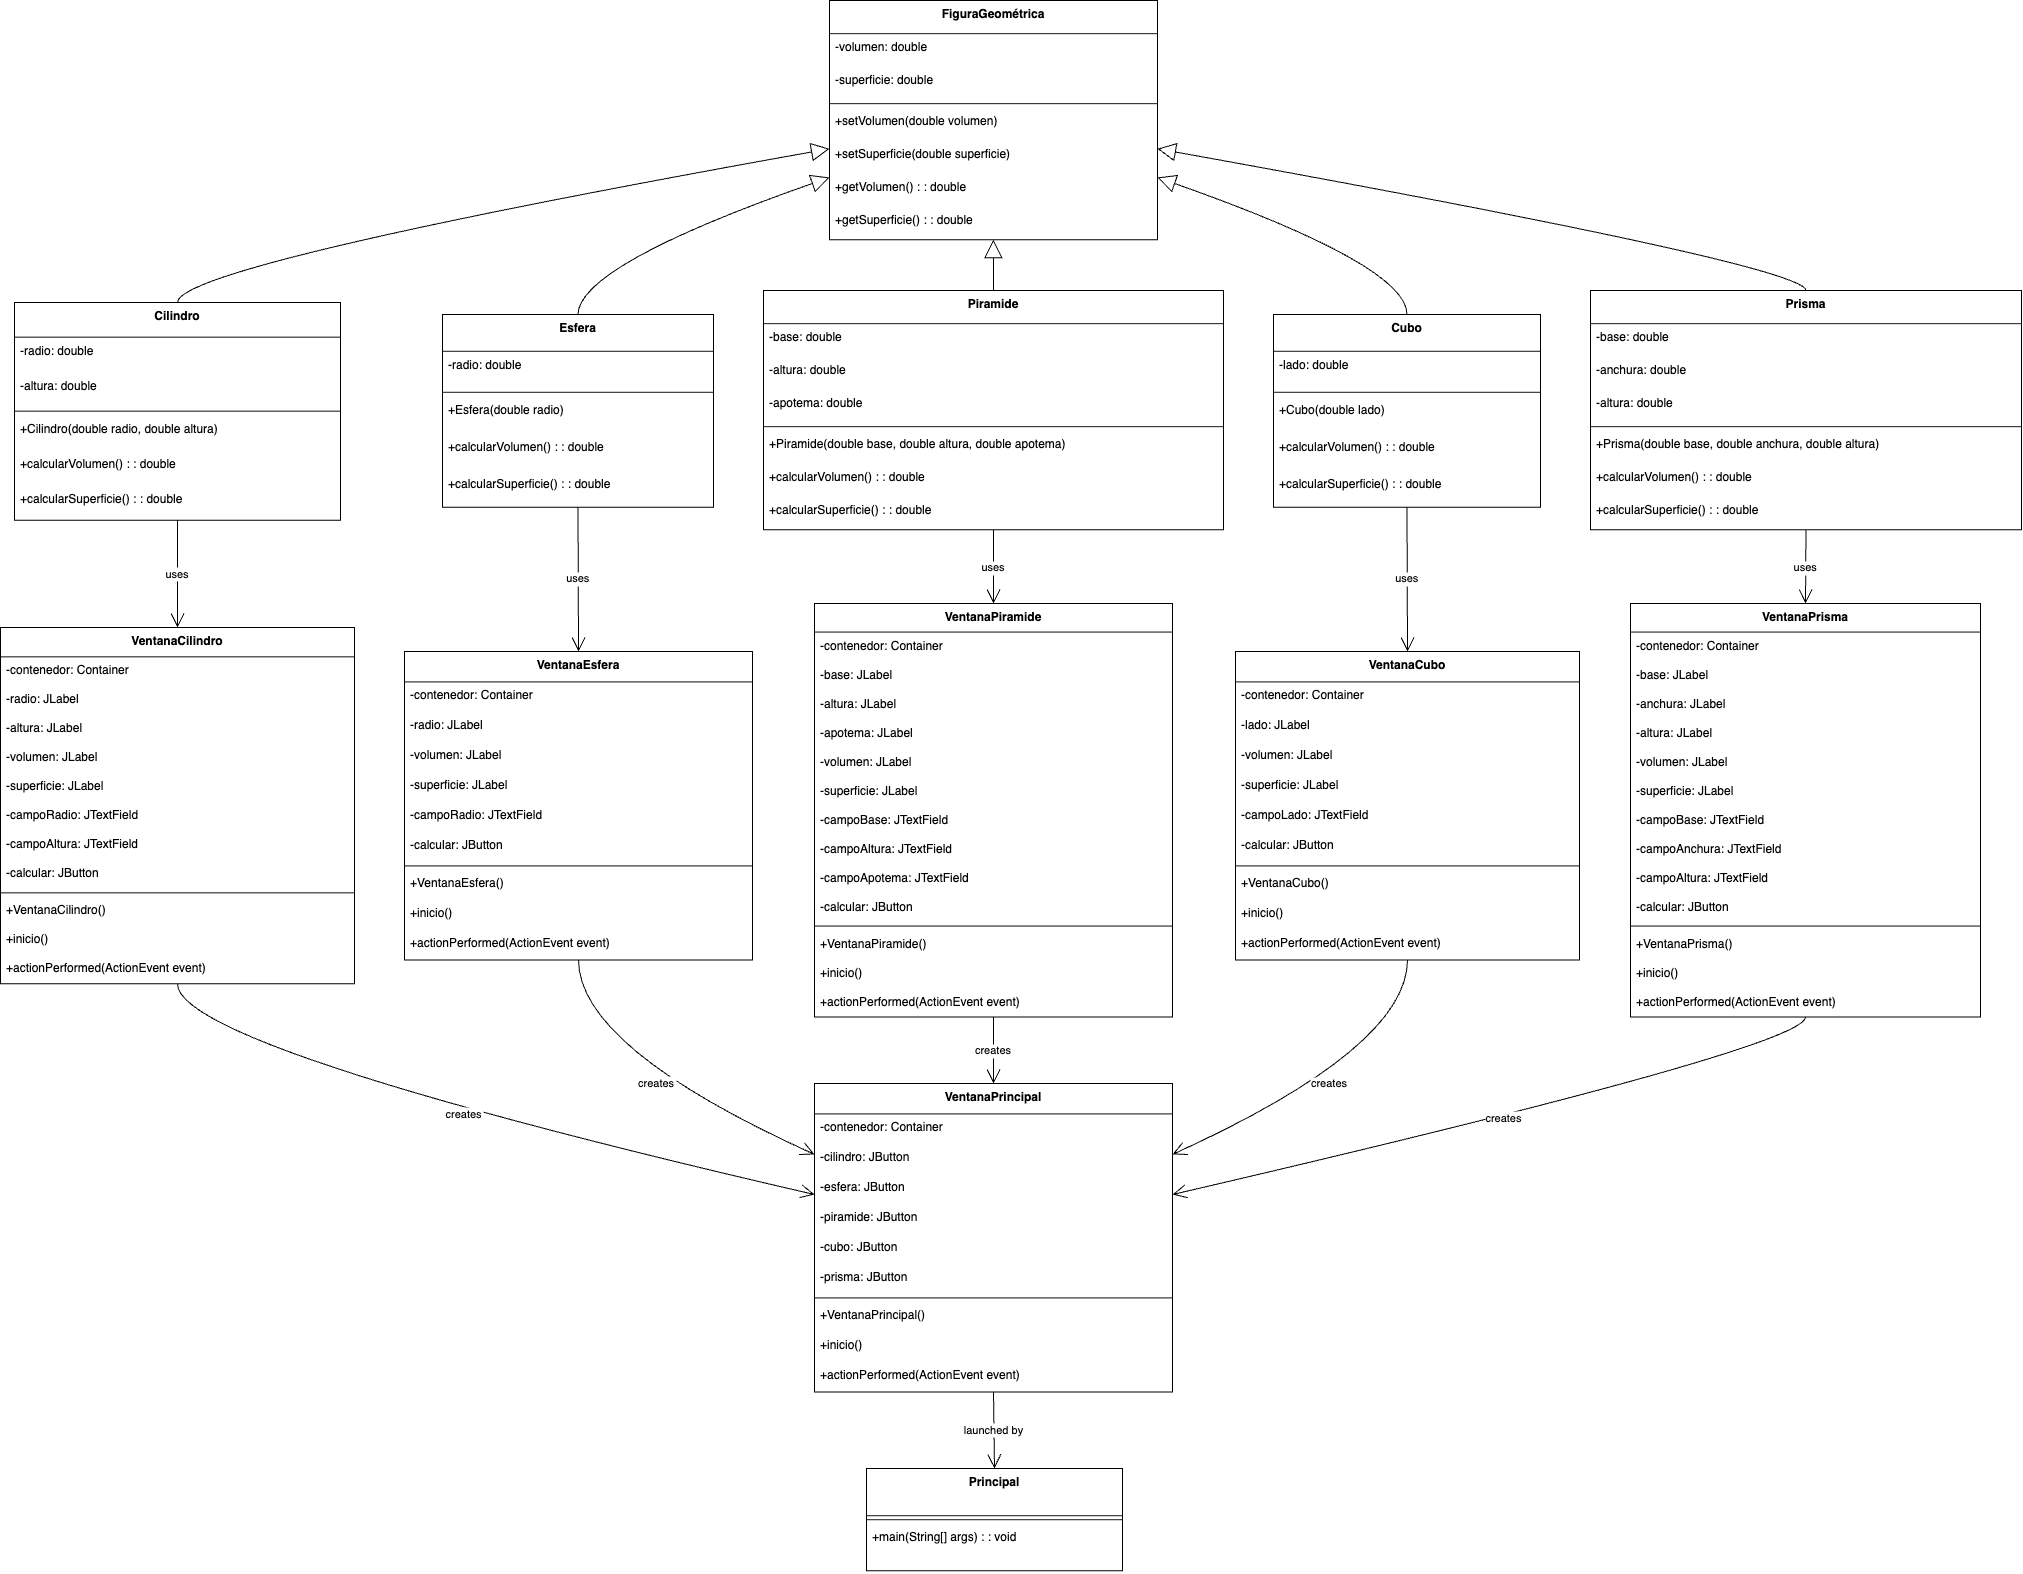 FiguraGeométrica
-volumen: double
-superficie: double
+setVolumen(double volumen)
+setSuperficie(double superficie)
+getVolumen() : : double
+getSuperficie() : : double
Cilindro
-radio: double
-altura: double
+Cilindro(double radio, double altura)
+calcularVolumen() : : double
+calcularSuperficie() : : double
Esfera
-radio: double
+Esfera(double radio)
+calcularVolumen() : : double
+calcularSuperficie() : : double
Piramide
-base: double
-altura: double
-apotema: double
+Piramide(double base, double altura, double apotema)
+calcularVolumen() : : double
+calcularSuperficie() : : double
Cubo
-lado: double
+Cubo(double lado)
+calcularVolumen() : : double
+calcularSuperficie() : : double
Prisma
-base: double
-anchura: double
-altura: double
+Prisma(double base, double anchura, double altura)
+calcularVolumen() : : double
+calcularSuperficie() : : double
uses
uses
uses
uses
uses
VentanaCilindro
-contenedor: Container
-radio: JLabel
-altura: JLabel
-volumen: JLabel
-superficie: JLabel
-campoRadio: JTextField
-campoAltura: JTextField
-calcular: JButton
+VentanaCilindro()
+inicio()
+actionPerformed(ActionEvent event)
VentanaEsfera
-contenedor: Container
-radio: JLabel
-volumen: JLabel
-superficie: JLabel
-campoRadio: JTextField
-calcular: JButton
+VentanaEsfera()
+inicio()
+actionPerformed(ActionEvent event)
VentanaPiramide
-contenedor: Container
-base: JLabel
-altura: JLabel
-apotema: JLabel
-volumen: JLabel
-superficie: JLabel
-campoBase: JTextField
-campoAltura: JTextField
-campoApotema: JTextField
-calcular: JButton
+VentanaPiramide()
+inicio()
+actionPerformed(ActionEvent event)
VentanaCubo
-contenedor: Container
-lado: JLabel
-volumen: JLabel
-superficie: JLabel
-campoLado: JTextField
-calcular: JButton
+VentanaCubo()
+inicio()
+actionPerformed(ActionEvent event)
VentanaPrisma
-contenedor: Container
-base: JLabel
-anchura: JLabel
-altura: JLabel
-volumen: JLabel
-superficie: JLabel
-campoBase: JTextField
-campoAnchura: JTextField
-campoAltura: JTextField
-calcular: JButton
+VentanaPrisma()
+inicio()
+actionPerformed(ActionEvent event)
creates
creates
creates
creates
creates
VentanaPrincipal
-contenedor: Container
-cilindro: JButton
-esfera: JButton
-piramide: JButton
-cubo: JButton
-prisma: JButton
+VentanaPrincipal()
+inicio()
+actionPerformed(ActionEvent event)
launched by
Principal
+main(String[] args) : : void